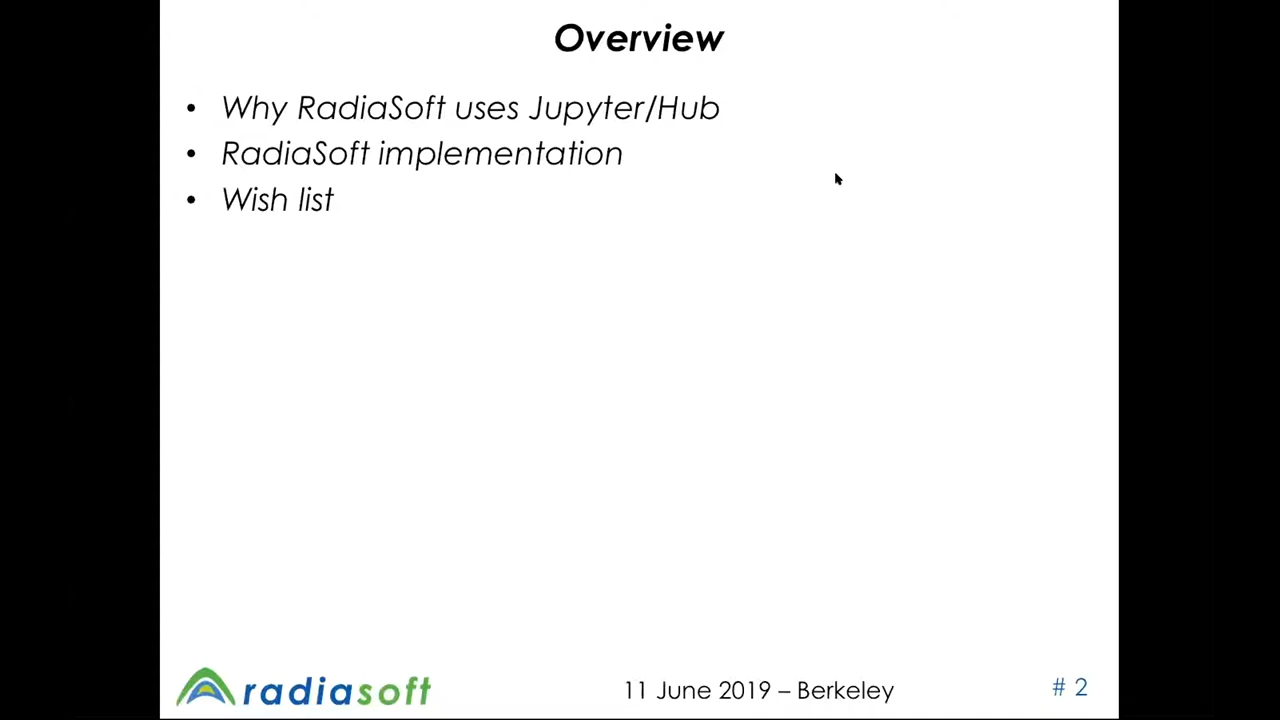 Overview
• Why RadiaSoft uses Jupyter/Hub
• RadiaSoft implementation
• Wish list
radiasoft
11 June 2019 – Berkeley
# 2